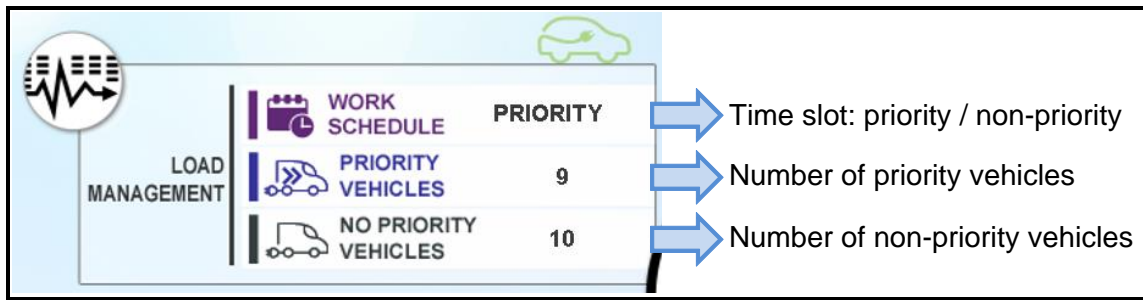 WORK
SCHEDULE
PRIORITY
Time slot: priority / non-priority
LOAD
MANAGEMENT
PRIORITY
VEHICLES
9
Number of priority vehicles
NO PRIORITY
VEHICLES
10
Number of non-priority vehicles